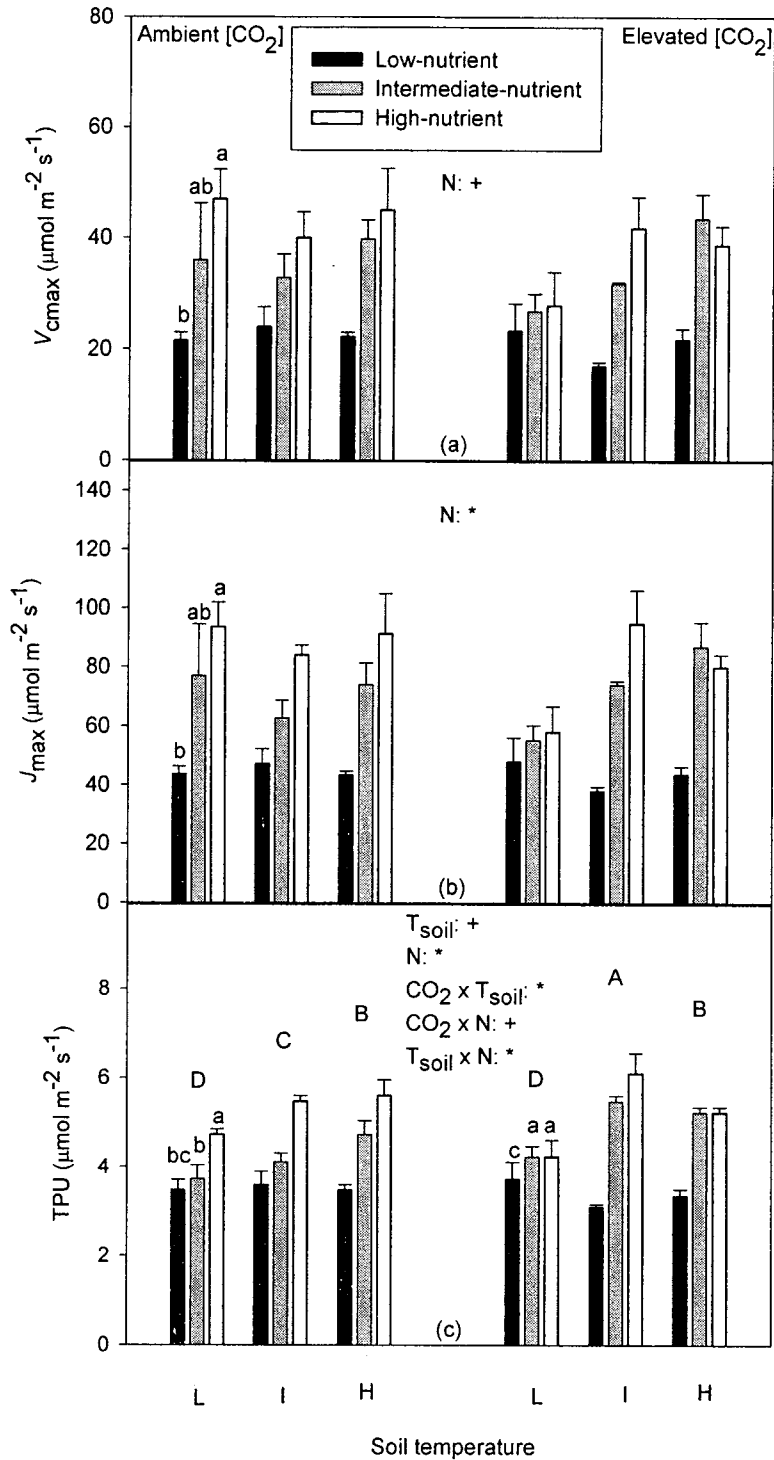 80
Ambient [CO2]
Elevated [CO2]
Low-nutrient
Intermediate-nutrient
High-nutrient
60
40
20
0
Vcmax (μmol m−2 s−1)
N: +
b
ab
a
(a)
140
120
100
80
60
40
20
0
Jmax (μmol m−2 s−1)
N: *
b
ab
a
(b)
8
6
4
2
0
TPU (μmol m−2 s−1)
Tsoil: +
N: *
CO2 x Tsoil: *
CO2 x N: +
Tsoil x N: *
D
C
B
D
A
B
bc
b
a
c
a
a
(c)
L
I
H
L
I
H
Soil temperature